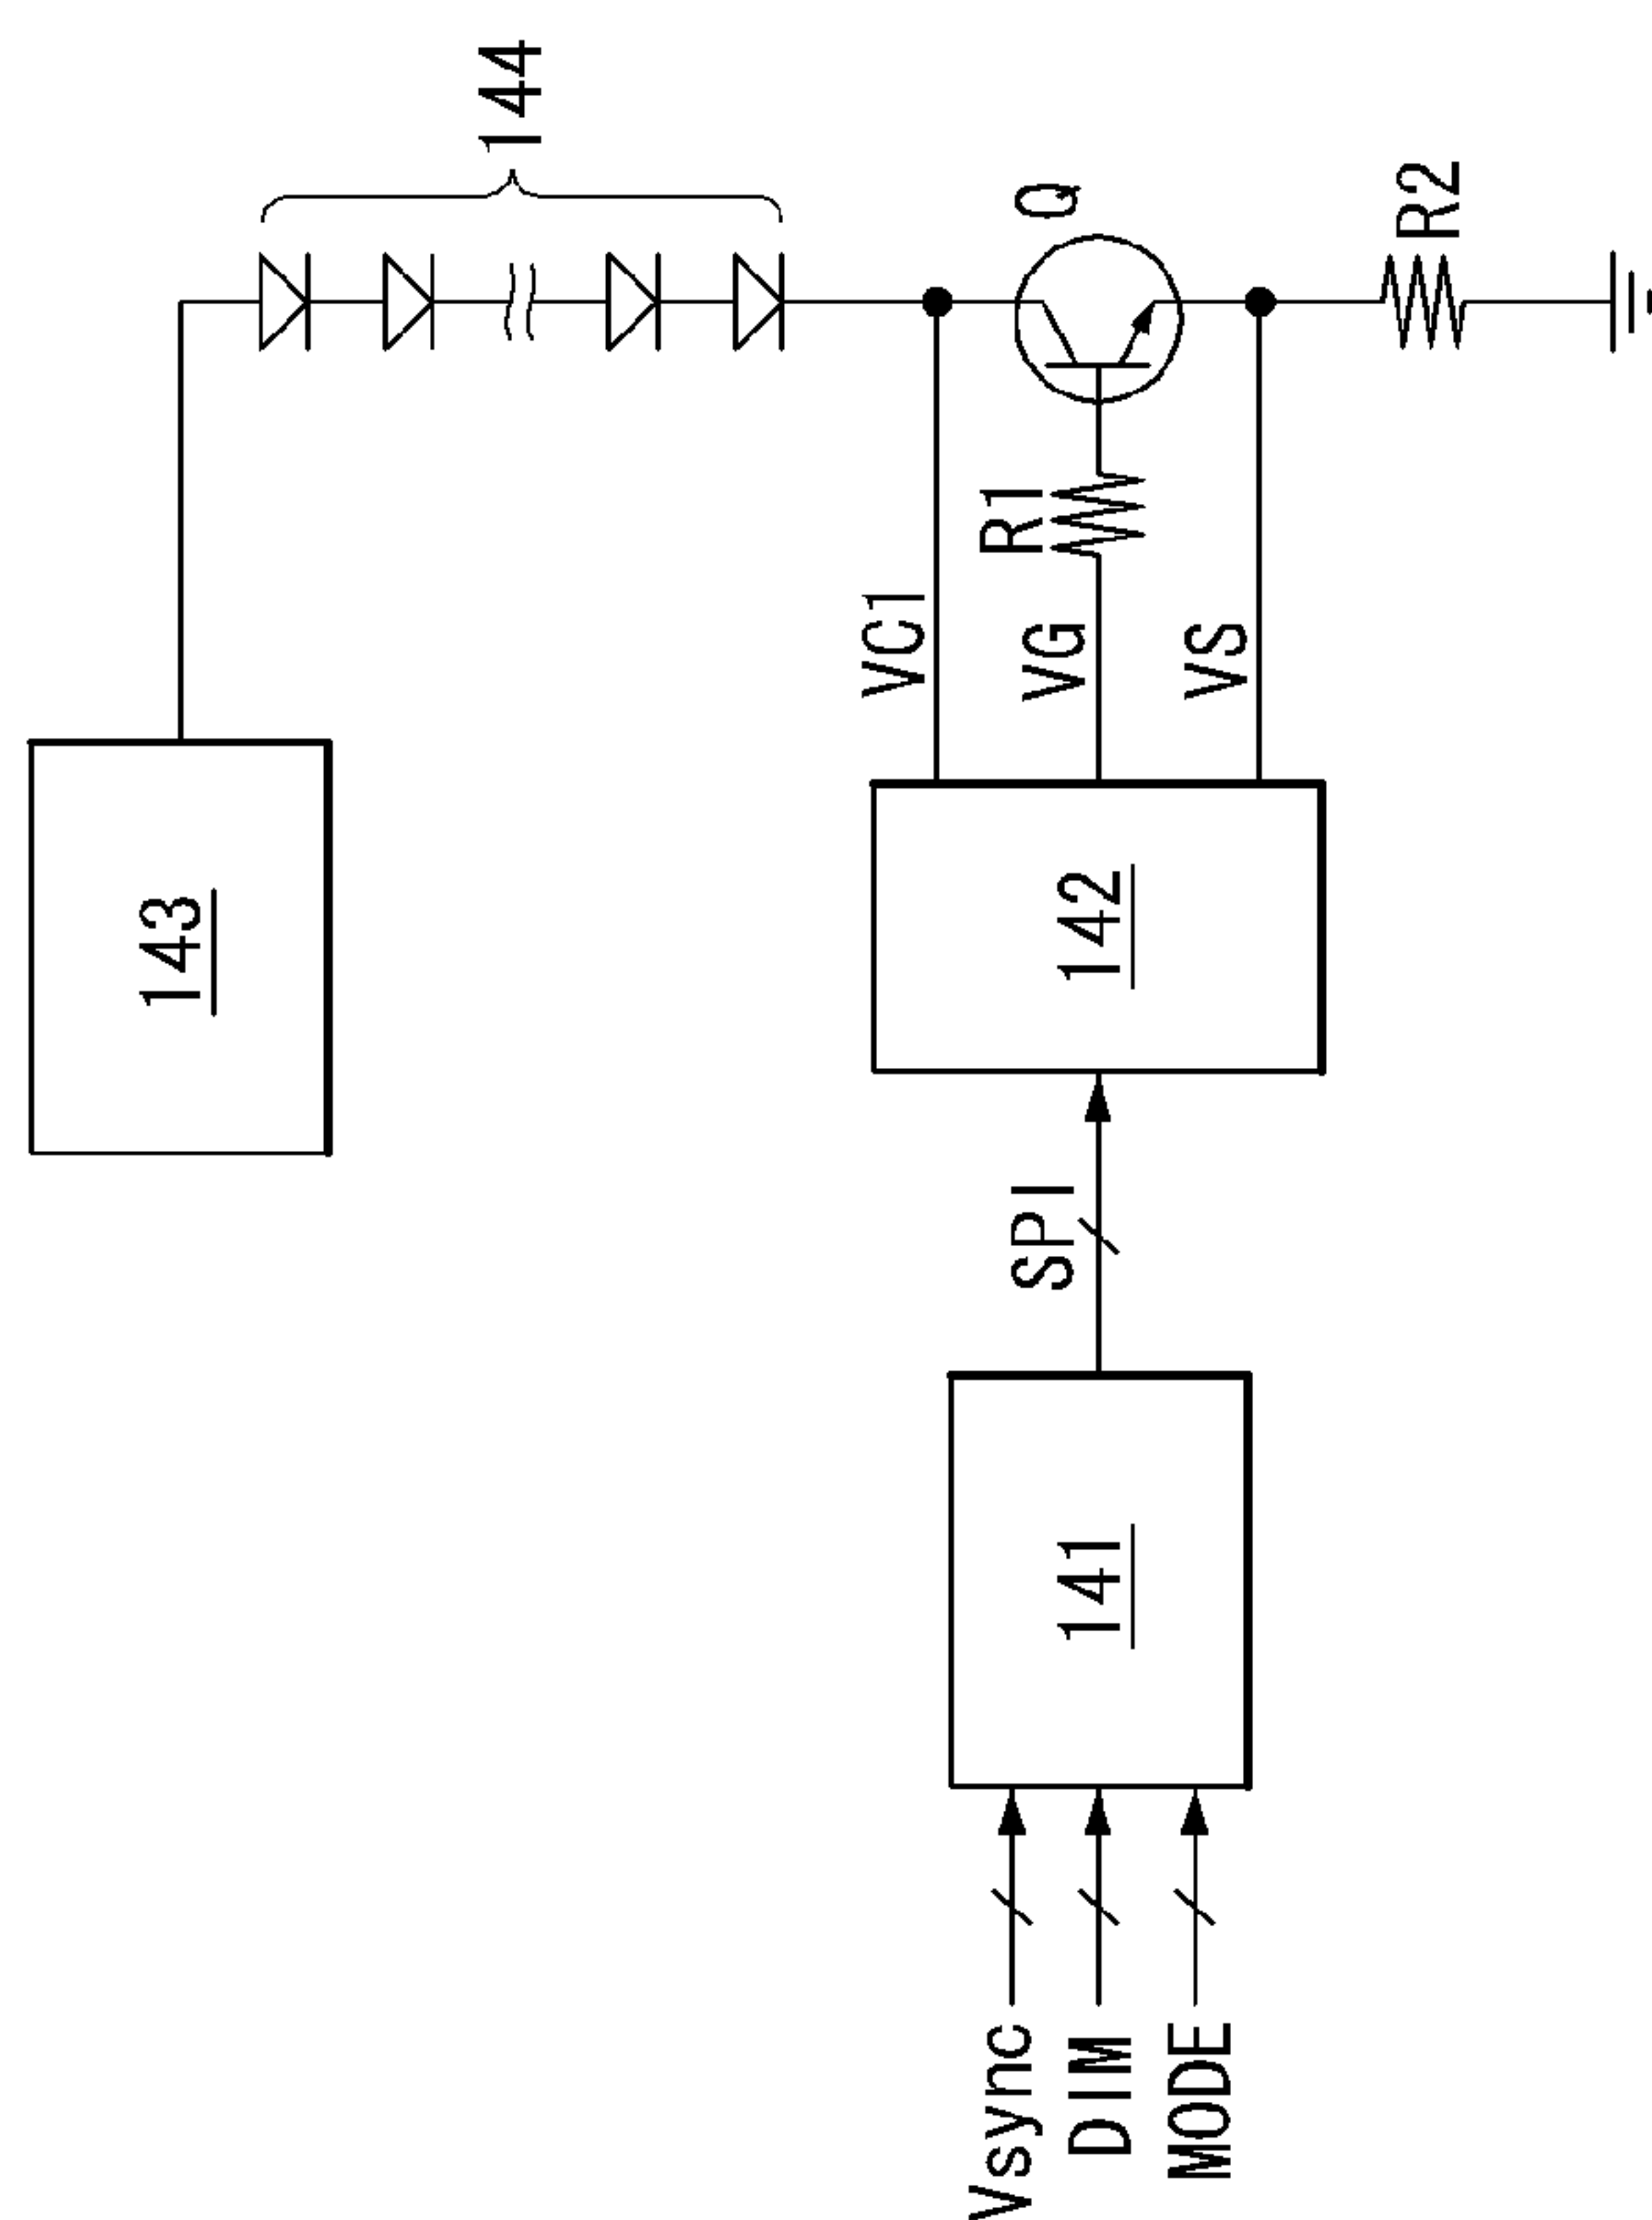 143
144
Vsync
DIM
MODE
141
SPI
142
VC1
VG
VS
R1
Q
R2